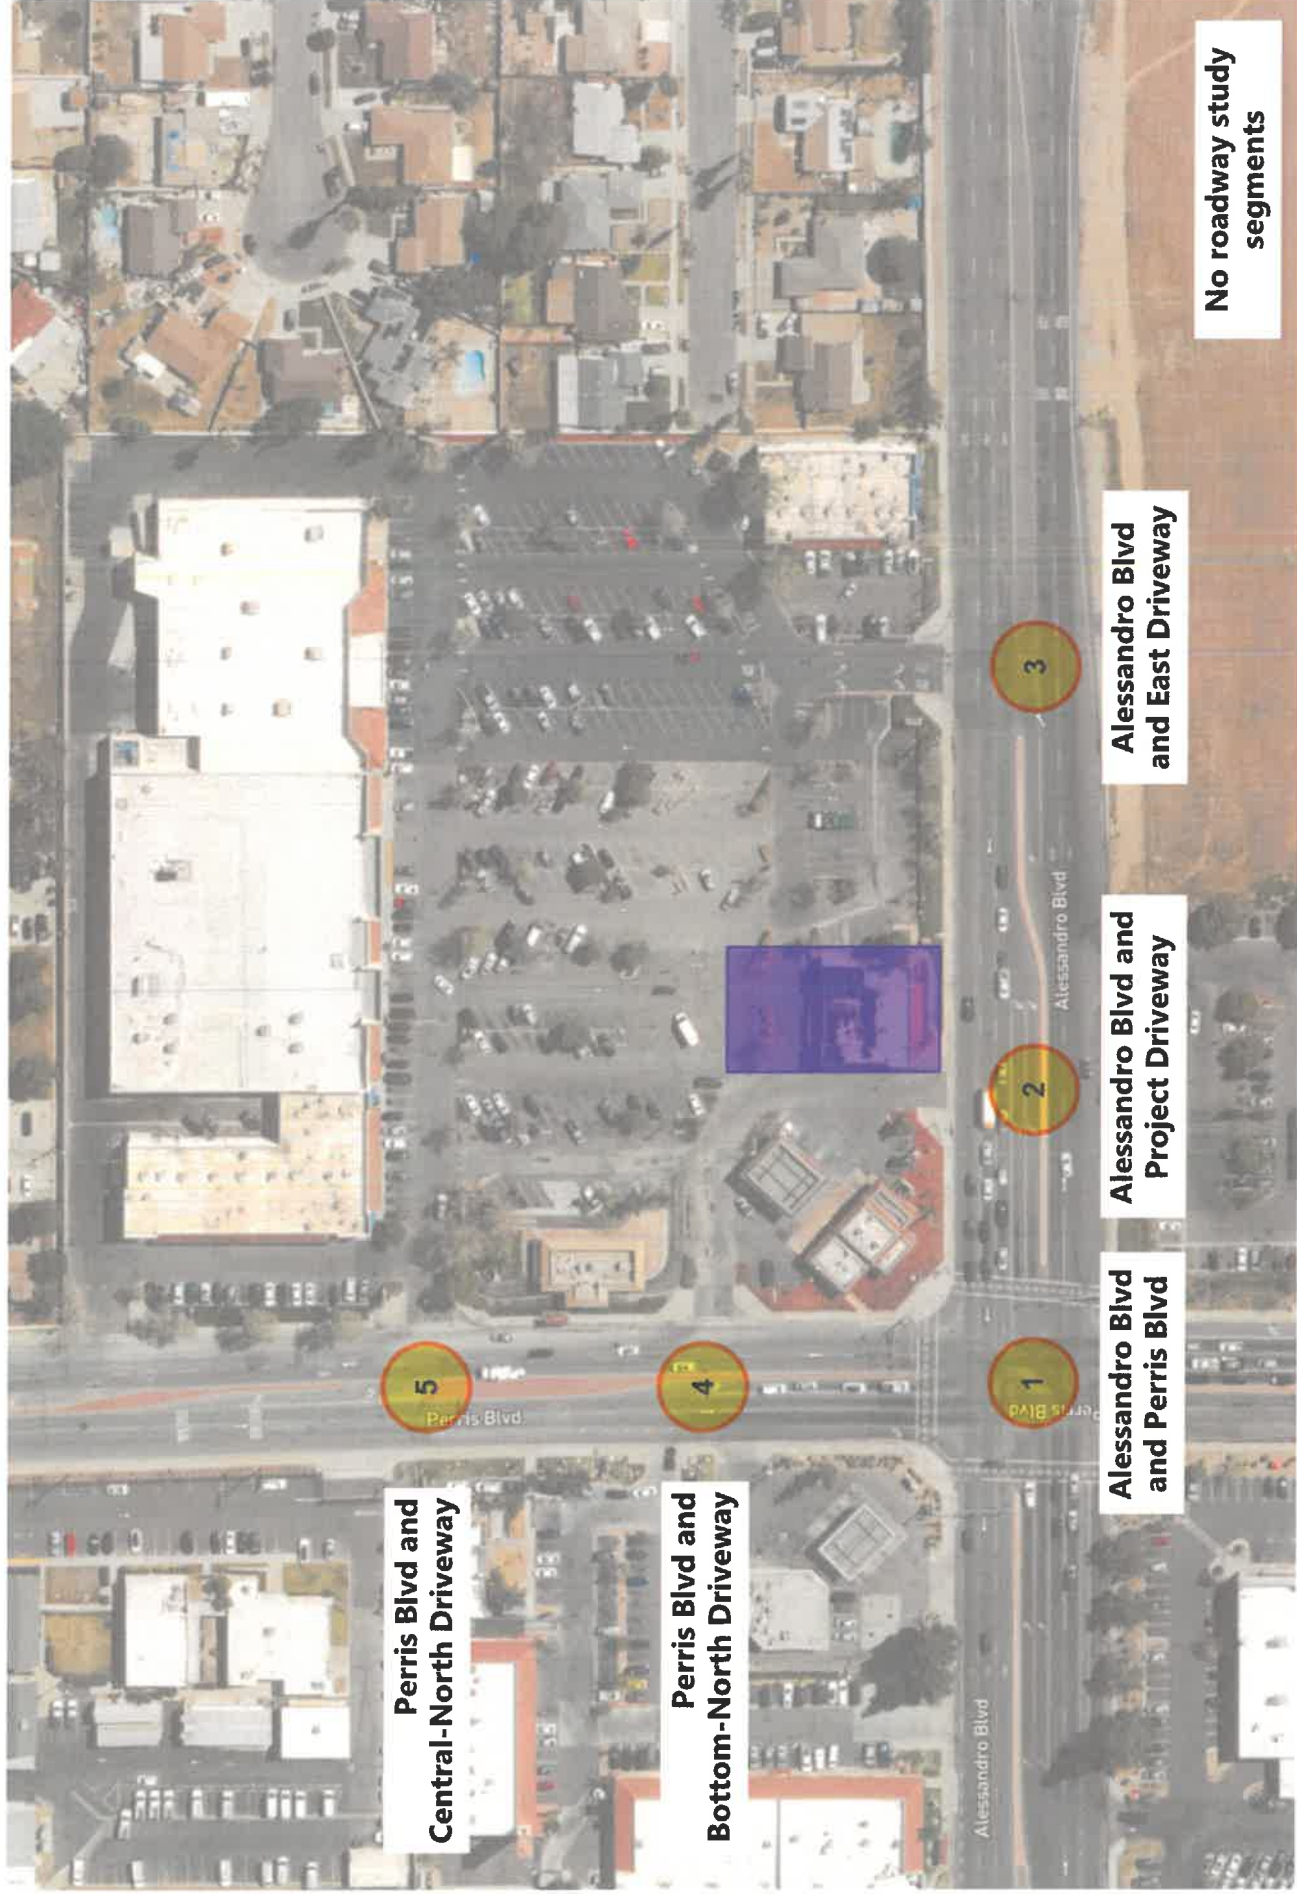 Perris Blvd and
Central-North Driveway
5
Perris Blvd
Perris Blvd and
Bottom-North Driveway
4
Alessandro Blvd
1
2
3
Perris Blvd
Alessandro Blvd
Alessandro Blvd
and Perris Blvd
Alessandro Blvd and
Project Driveway
Alessandro Blvd
and East Driveway
No roadway study
segments